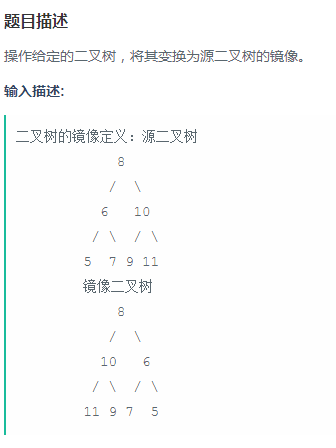 题目描述
操作给定的二叉树，将其变换为源二叉树的镜像。
输入描述:
二叉树的镜像定义：源二叉树
8
/ \
6 10
/ \ / \
5 7 9 11
镜像二叉树
8
/ \
10 6
/ \ / \
11 9 7 5